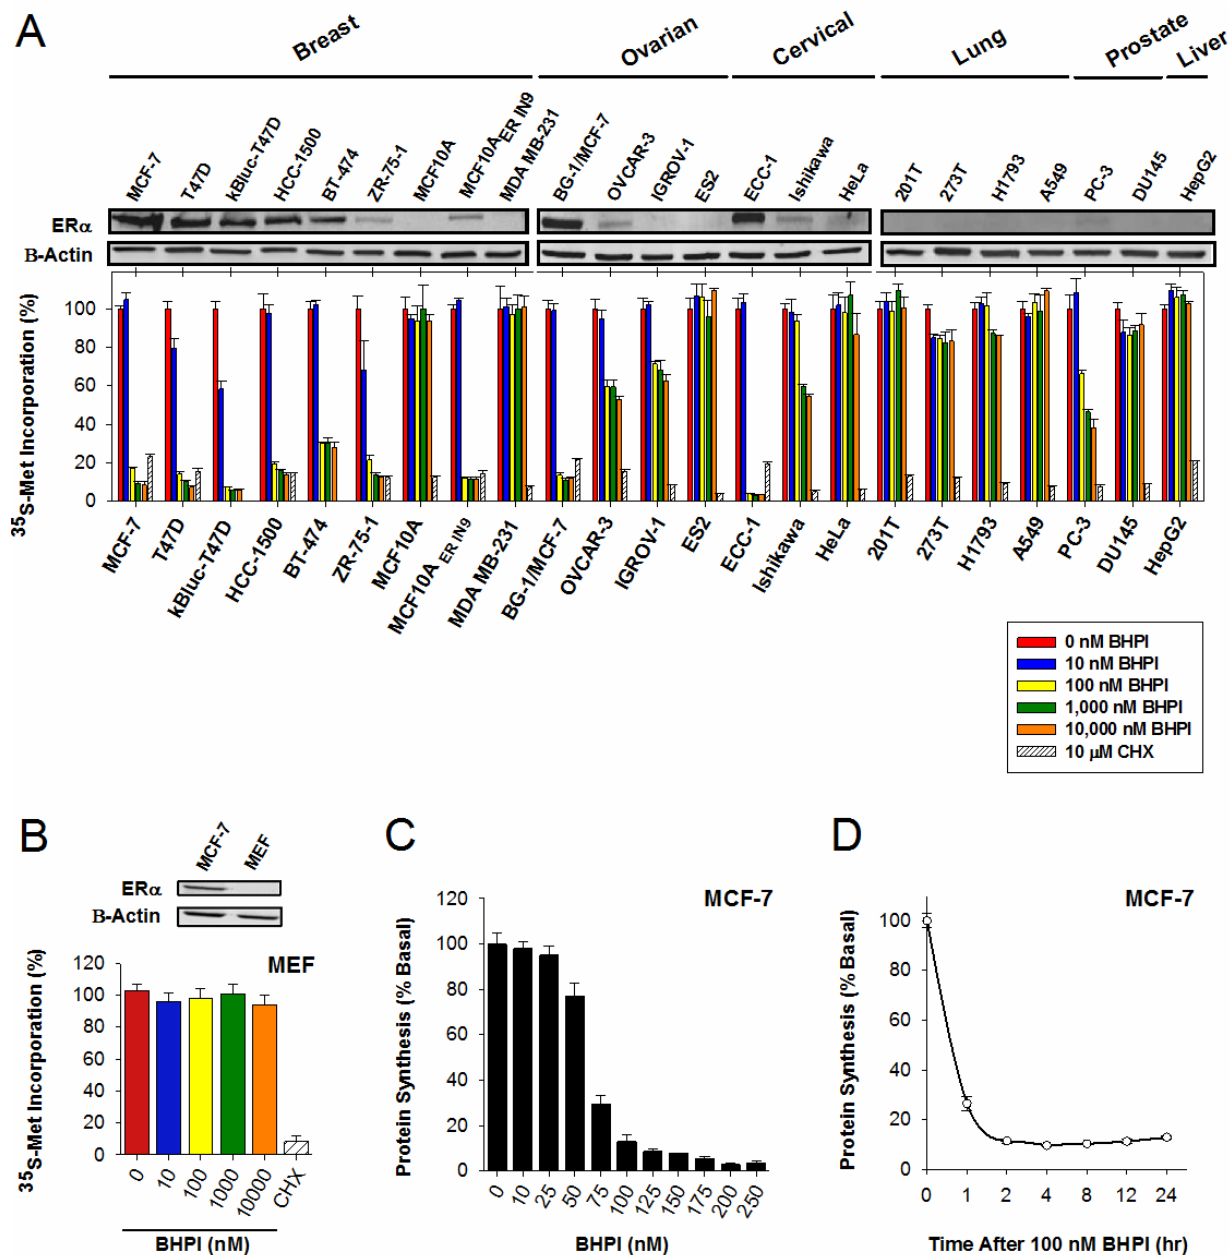 A
Breast Ovarian Cervical Lung Prostate Liver
MCF-7 T47D kBluc-T47D HCC-1500 BT-474 ZR-75-1 MCF10A MCF10A ER IN9 MDA MB-231 BG-1/MCF-7 OVCAR-3 IGROV-1 ES2 ECC-1 Ishikawa HeLa 201T 273T H1793 A549 PC-3 DU145 HepG2
ERα
B-Actin
35S-Met Incorporation (%)
100
80
60
40
20
0
MCF-7 T47D kBluc-T47D HCC-1500 BT-474 ZR-75-1 MCF10A MCF10A ER IN9 MDA MB-231 BG-1/MCF-7 OVCAR-3 IGROV-1 ES2 ECC-1 Ishikawa HeLa 201T 273T H1793 A549 PC-3 DU145 HepG2
0 nM BHPI
10 nM BHPI
100 nM BHPI
1,000 nM BHPI
10,000 nM BHPI
10 µM CHX
B
MCF-7 MEF
ERα
B-Actin
MEF
35S-Met Incorporation (%)
120
100
80
60
40
20
0
0 10 100 1000 10000 CHX
BHPI (nM)
C
MCF-7
Protein Synthesis (% Basal)
120
100
80
60
40
20
0
0 10 25 50 75 100 125 150 175 200 250
BHPI (nM)
D
MCF-7
Protein Synthesis (% Basal)
100
80
60
40
20
0
0 1 2 4 8 12 24
Time After 100 nM BHPI (hr)